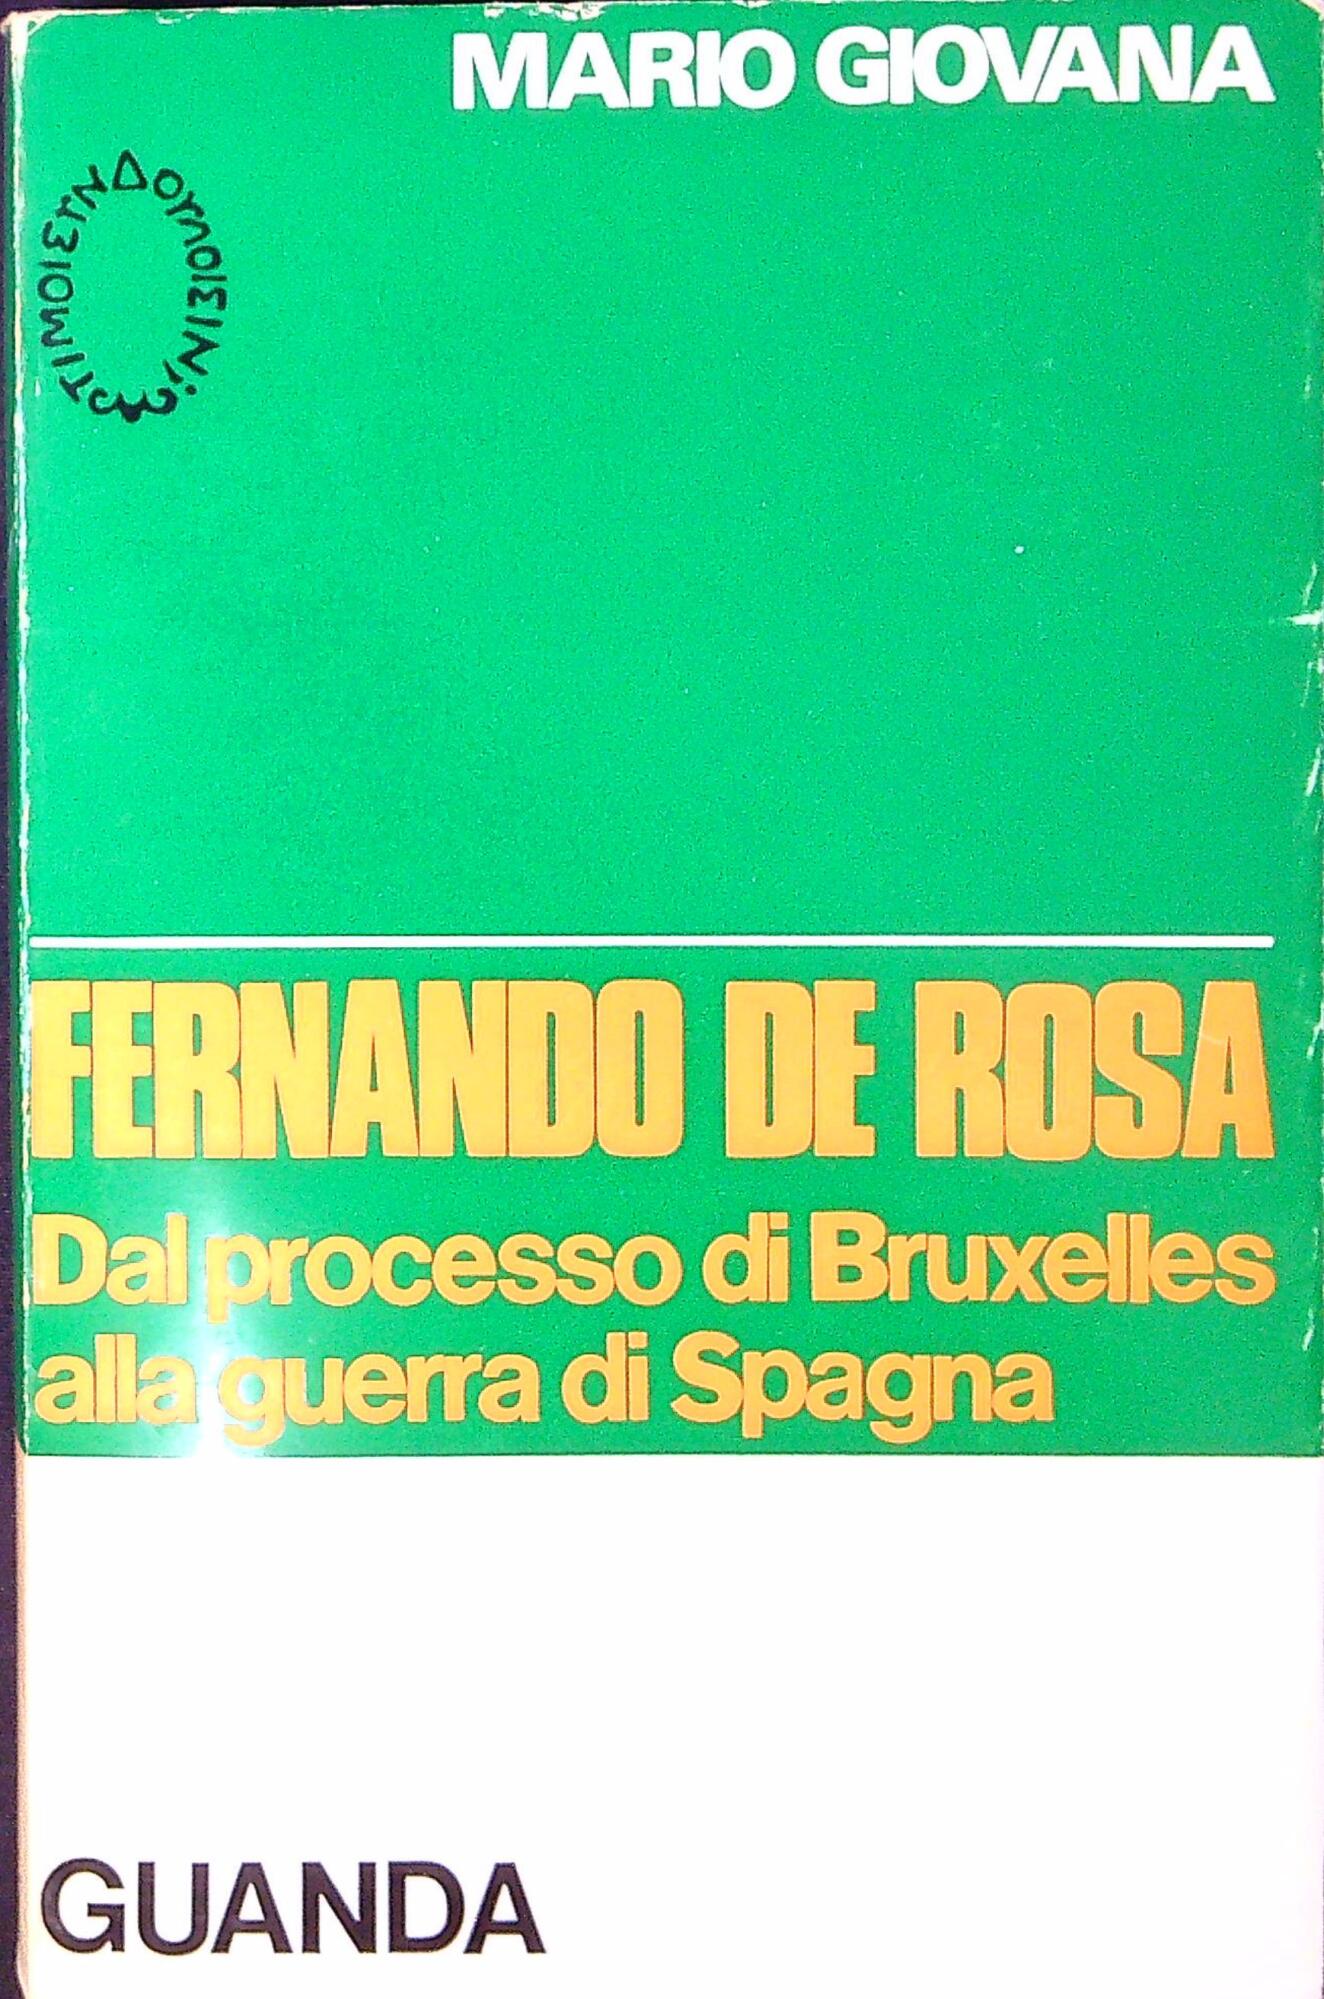 MARIO GIOVANA
FERNANDO DE ROSA
Dal processo di Bruxelles
alla guerra di Spagna
GUANDA